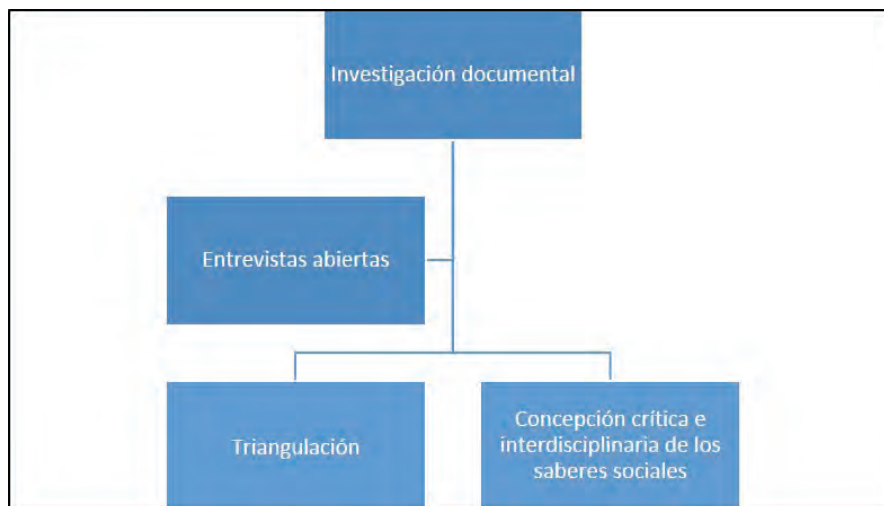 Investigación documental
Entrevistas abiertas
Triangulación
Concepción crítica e
interdisciplinaria de los
saberes sociales